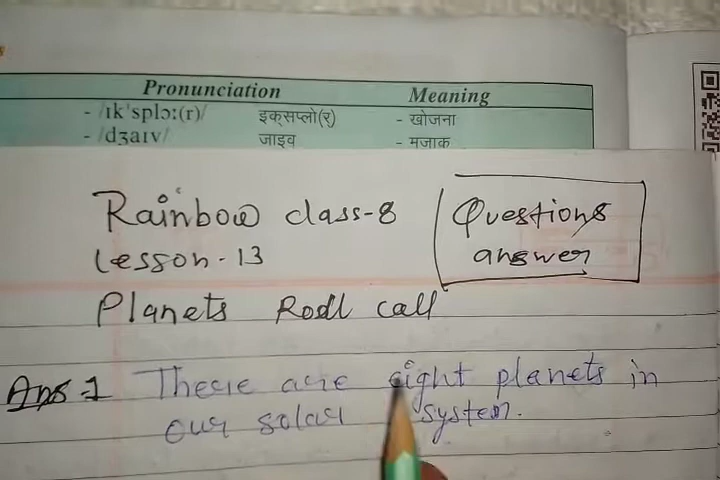 s
Pronunciation Meaning
- /ɪk'splɔː(r)/ इक्सप्लो(र्) - खोजना
- /dʒaɪv/ जाइव - मजाक
Rainbow class-8
Lesson-13
Questions
answer
Planets Roll call
Ans 1 There are eight planets in
our solar system.